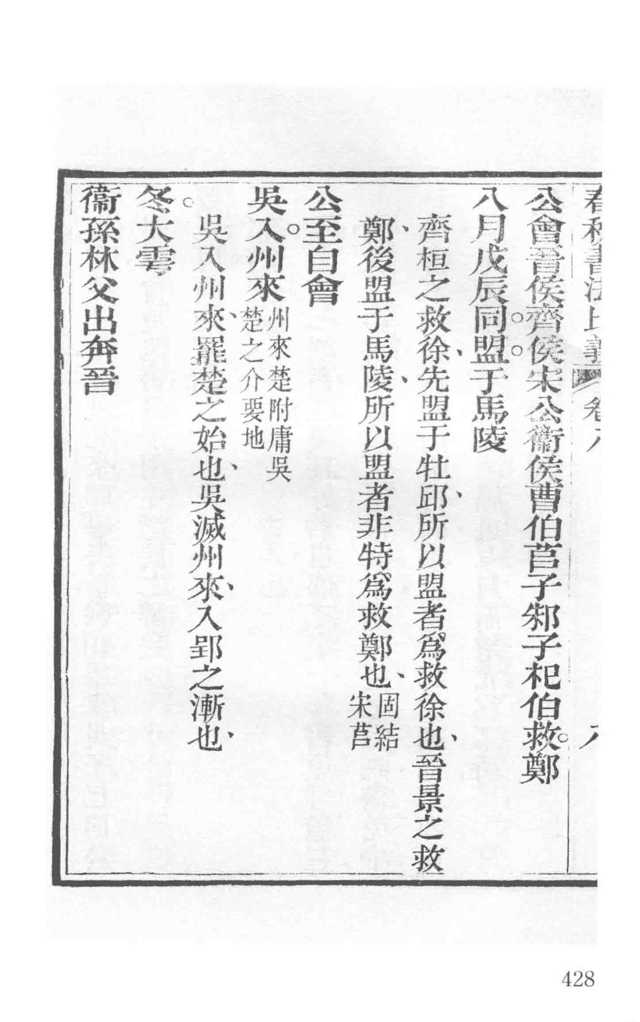 春秋書法比義 卷八 八
公會晉侯齊侯宋公衞侯曹伯莒子邾子杞伯救鄭
八月戊辰同盟于馬陵
齊桓之救徐、先盟于牡邱、所以盟者爲救徐也、晉景之救
鄭、後盟于馬陵、所以盟者非特爲救鄭也、固結宋莒
公至自會
吳入州來 州來楚附庸吳楚之介要地
吳入州來、罷楚之始也、吳滅州來、入郢之漸也、
冬大雩
衞孫林父出奔晉
428